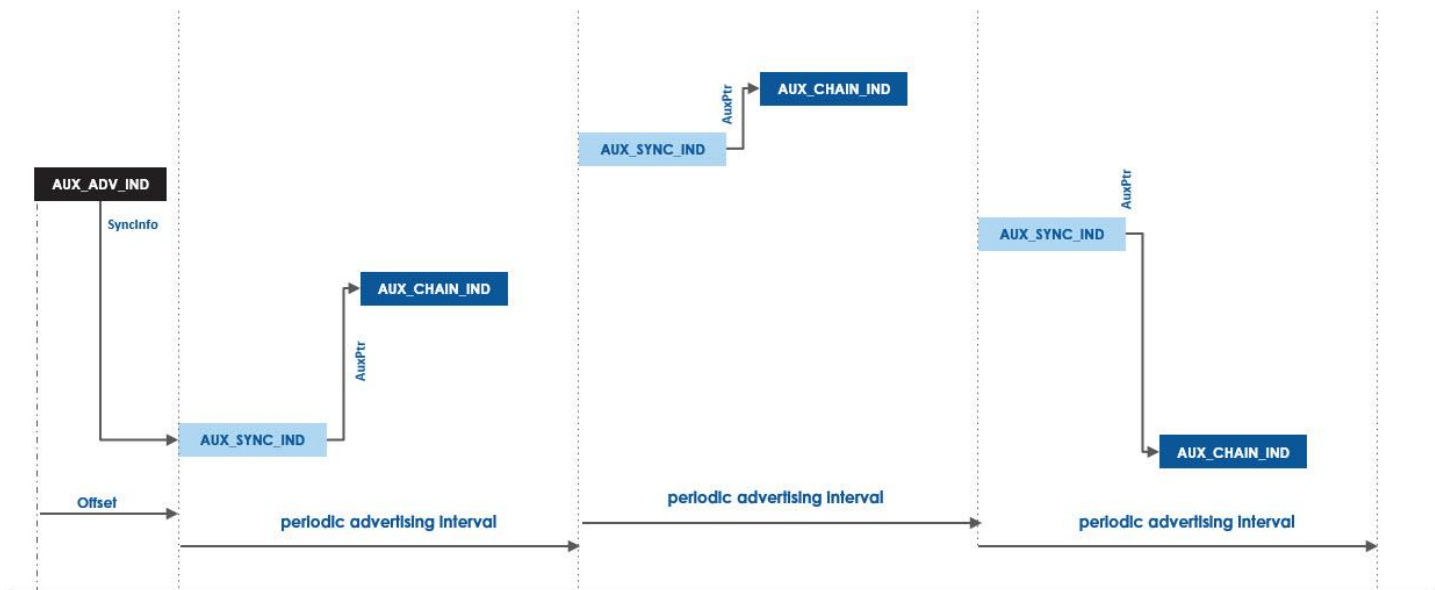 AUX_CHAIN_IND
AuxPtr
AUX_SYNC_IND
AUX_ADV_IND
AuxPtr
SyncInfo
AUX_SYNC_IND
AUX_CHAIN_IND
AuxPtr
AUX_SYNC_IND
AUX_CHAIN_IND
Offset
periodic advertising interval
periodic advertising interval
periodic advertising interval